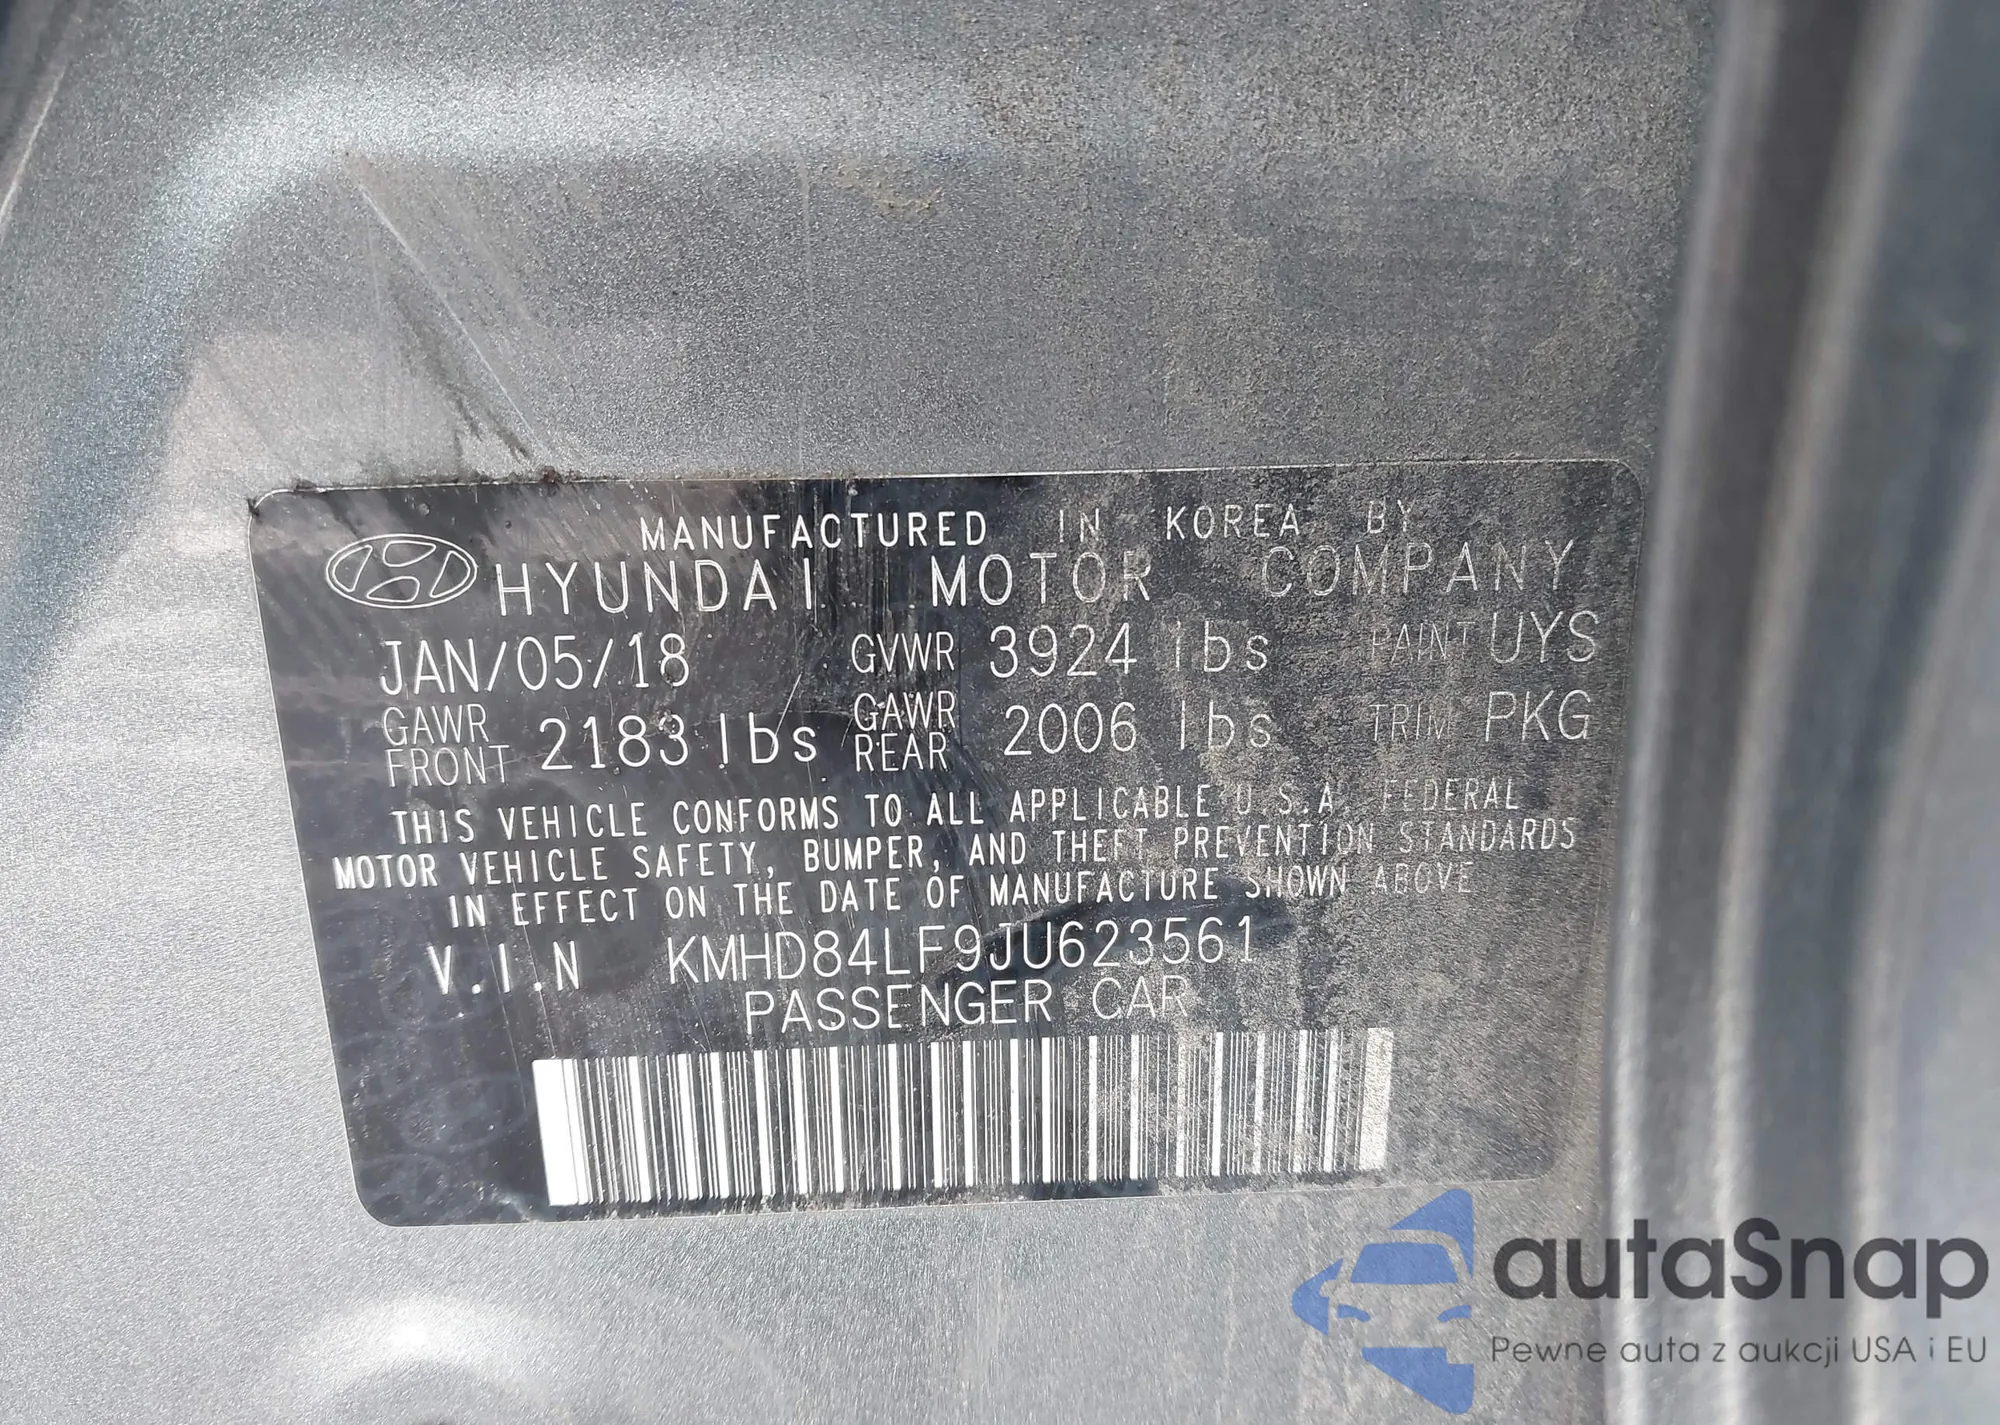 MANUFACTURED IN KOREA BY
HYUNDAI MOTOR COMPANY
JAN/05/18 GVWR 3924 lbs PAINT UYS
GAWR FRONT 2183 lbs GAWR REAR 2006 lbs TRIM PKG
THIS VEHICLE CONFORMS TO ALL APPLICABLE U.S.A. FEDERAL
MOTOR VEHICLE SAFETY, BUMPER, AND THEFT PREVENTION STANDARDS
IN EFFECT ON THE DATE OF MANUFACTURE SHOWN ABOVE
V.I.N KMHD84LF9JU623561
PASSENGER CAR
autaSnap
Pewne auta z aukcji USA i EU